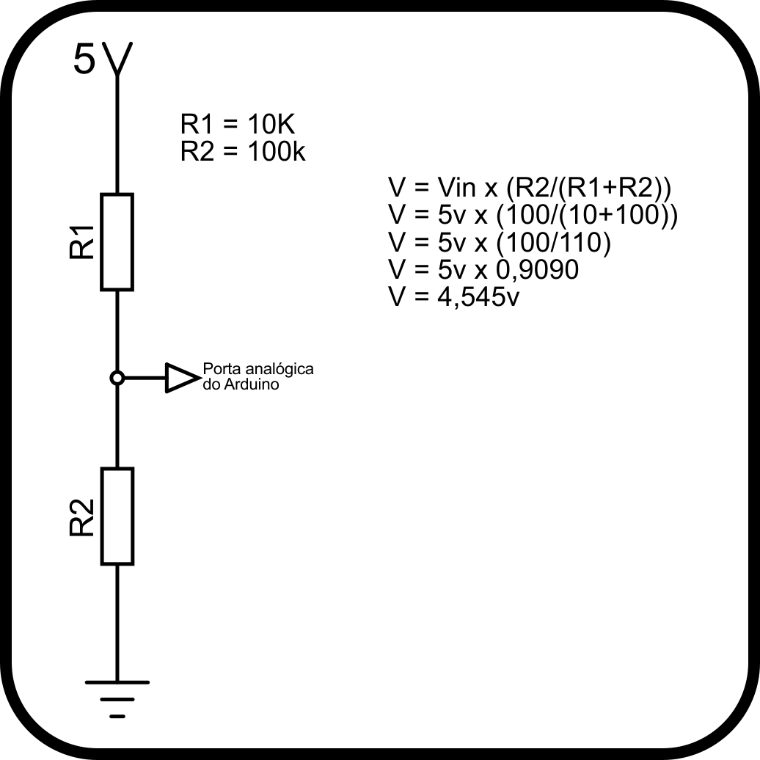 5V
R1 = 10K
R2 = 100k
V = Vin x (R2/(R1+R2))
V = 5v x (100/(10+100))
V = 5v x (100/110)
V = 5v x 0,9090
V = 4,545v
R1
Porta analógica
do Arduino
R2